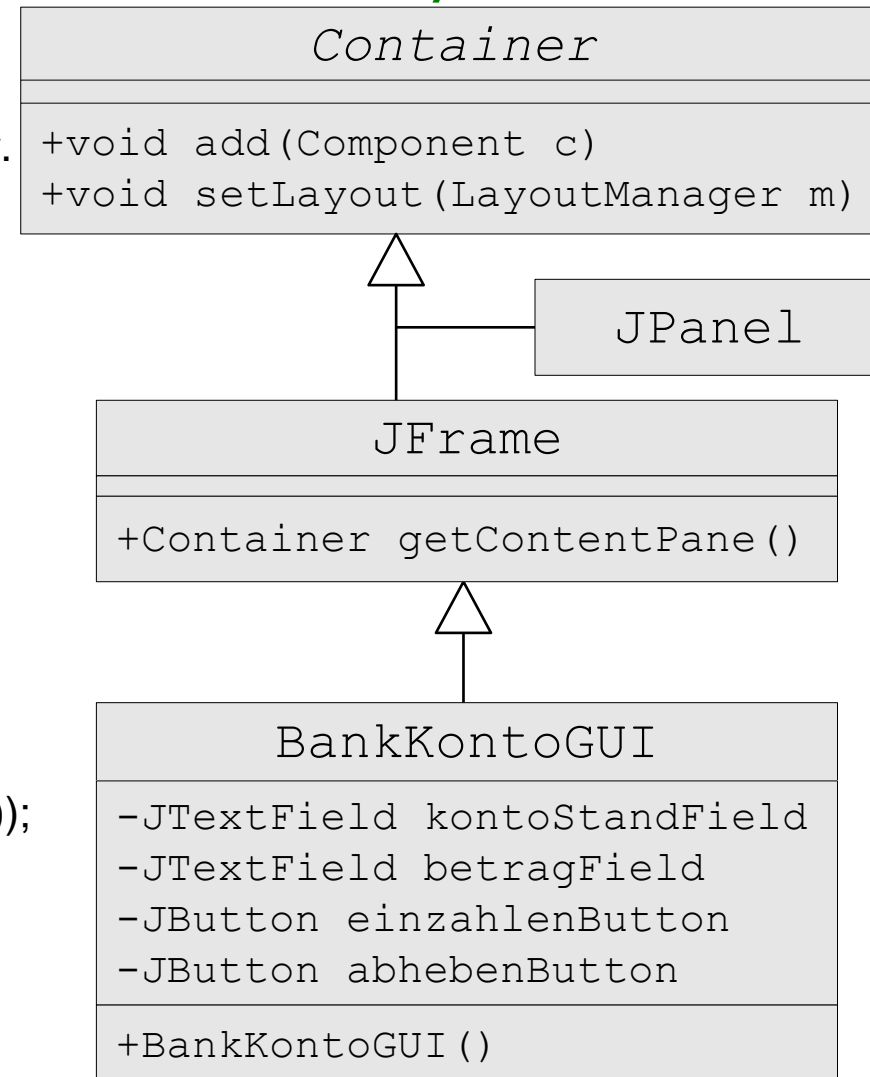 Container
.
+void add(Component c)
+void setLayout(LayoutManager m)
JPanel
JFrame
+Container getContentPane()
BankKontoGUI
);
-JTextField kontoStandField
-JTextField betragField
-JButton einzahlenButton
-JButton abhebenButton
+BankKontoGUI()